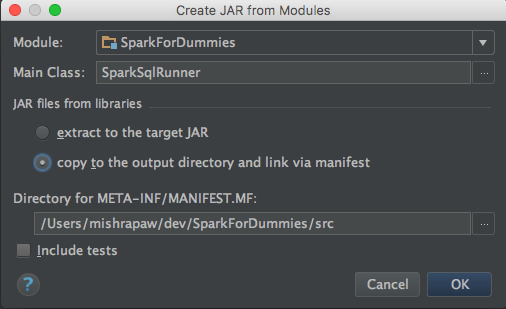 Create JAR from Modules
Module: SparkForDummies
Main Class: SparkSqlRunner ...
JAR files from libraries
extract to the target JAR
copy to the output directory and link via manifest
Directory for META-INF/MANIFEST.MF:
/Users/mishrapaw/dev/SparkForDummies/src ...
Include tests
? Cancel OK